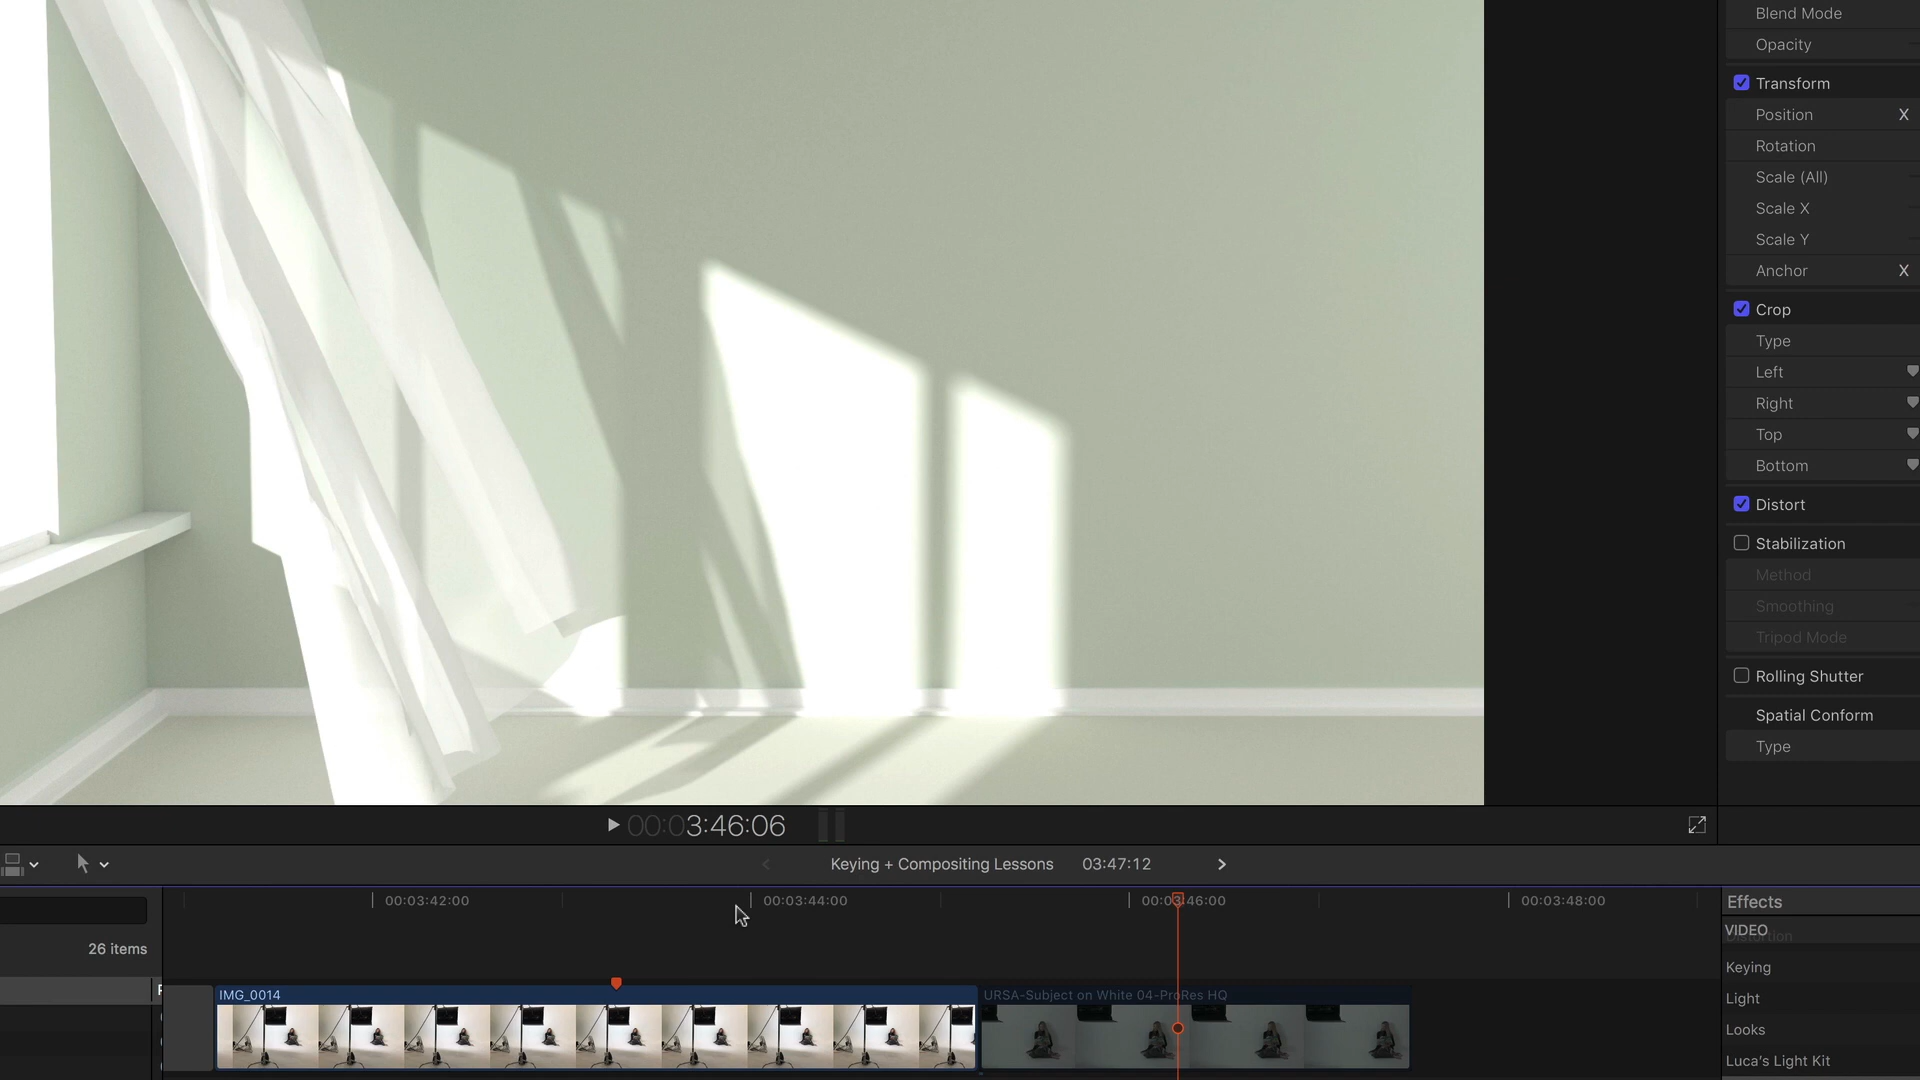 Blend Mode
Opacity
Transform
Position X
Rotation
Scale (All)
Scale X
Scale Y
Anchor X
Crop
Type
Left
Right
Top
Bottom
Distort
Stabilization
Method
Smoothing
Tripod Mode
Rolling Shutter
Spatial Conform
Type
00:03:46:06
Keying + Compositing Lessons 03:47:12
00:03:42:00 00:03:44:00 00:03:46:00 00:03:48:00
Effects
VIDEO
Distortion
26 items
Keying
IMG_0014
URSA-Subject on White 04-ProRes HQ
Light
Looks
Luca's Light Kit